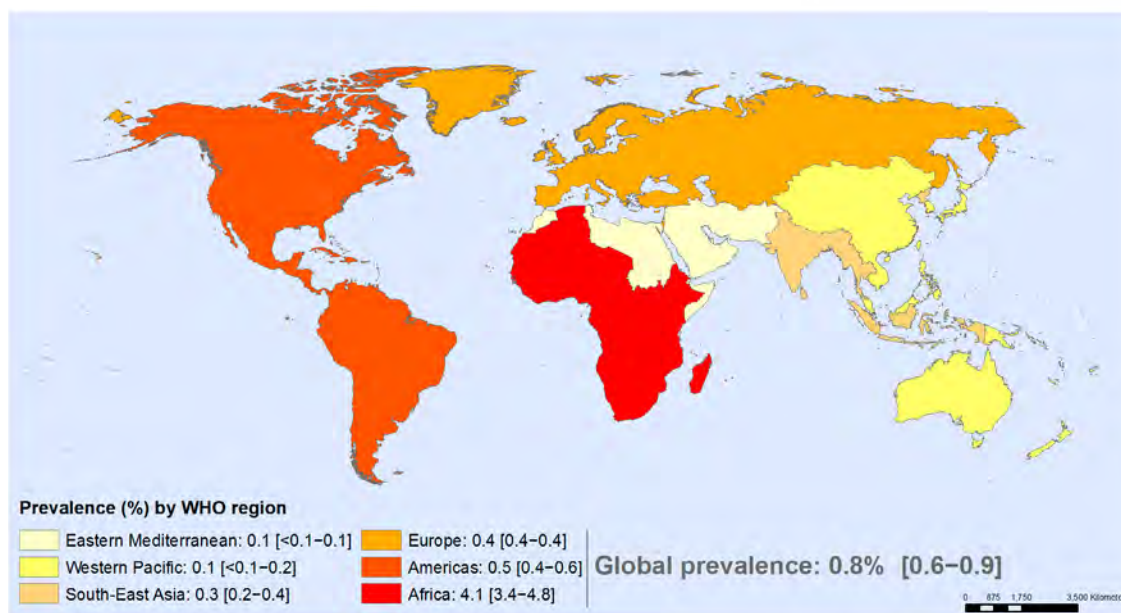 Prevalence (%) by WHO region
Eastern Mediterranean: 0.1 [<0.1–0.1]
Western Pacific: 0.1 [<0.1–0.2]
South-East Asia: 0.3 [0.2–0.4]
Europe: 0.4 [0.4–0.4]
Americas: 0.5 [0.4–0.6]
Africa: 4.1 [3.4–4.8]
Global prevalence: 0.8% [0.6–0.9]
0 875 1,750 3,500 Kilomete